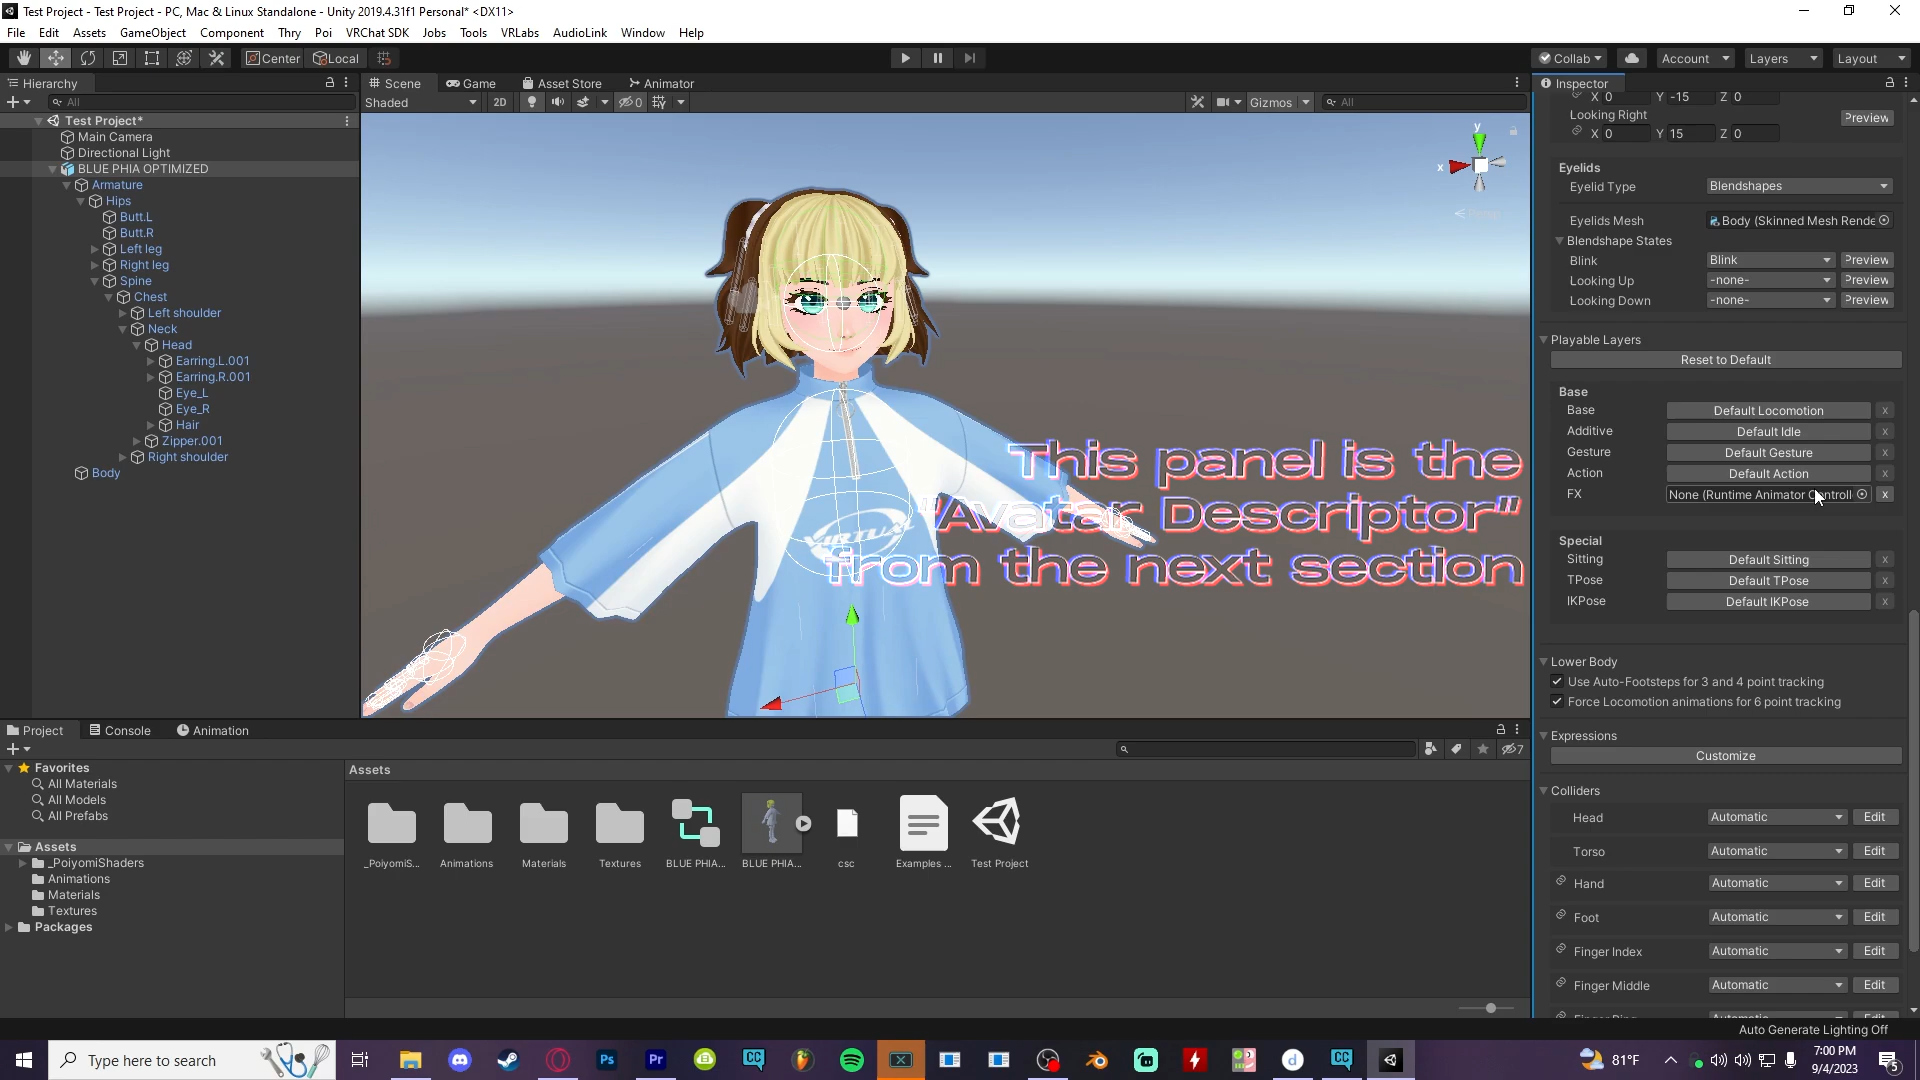 Test Project - Test Project - PC, Mac & Linux Standalone - Unity 2019.4.31f1 Personal* <DX11>
File Edit Assets GameObject Component Thry Poi VRChat SDK Jobs Tools VRLabs AudioLink Window Help
Center Local Collab Account Layers Layout
Hierarchy
All
Test Project*
Main Camera
Directional Light
BLUE PHIA OPTIMIZED
Armature
Hips
Butt.L
Butt.R
Left leg
Right leg
Spine
Chest
Left shoulder
Neck
Head
Earring.L.001
Earring.R.001
Eye_L
Eye_R
Hair
Zipper.001
Right shoulder
Body
Scene Game Asset Store Animator
Shaded 2D 0 Gizmos All
y
x
VIRTUAL
This panel is the
"Avatar Descriptor"
from the next section
Inspector
X 0 Y -15 Z 0
Looking Right Preview
X 0 Y 15 Z 0
Eyelids
Eyelid Type Blendshapes
Eyelids Mesh Body (Skinned Mesh Rende
Blendshape States
Blink Blink Preview
Looking Up -none- Preview
Looking Down -none- Preview
Playable Layers
Reset to Default
Base
Base Default Locomotion x
Additive Default Idle x
Gesture Default Gesture x
Action Default Action x
FX None (Runtime Animator Controll x
Special
Sitting Default Sitting x
TPose Default TPose x
IKPose Default IKPose x
Lower Body
Use Auto-Footsteps for 3 and 4 point tracking
Force Locomotion animations for 6 point tracking
Expressions
Customize
Colliders
Head Automatic Edit
Torso Automatic Edit
Hand Automatic Edit
Foot Automatic Edit
Finger Index Automatic Edit
Finger Middle Automatic Edit
Project Console Animation
7
Favorites
All Materials
All Models
All Prefabs
Assets
_PoiyomiShaders
Animations
Materials
Textures
Packages
Assets
_PoiyomiS... Animations Materials Textures BLUE PHIA... BLUE PHIA... csc Examples ... Test Project
Auto Generate Lighting Off
Type here to search
Ps Pr CC CC
81°F
7:00 PM
9/4/2023
5